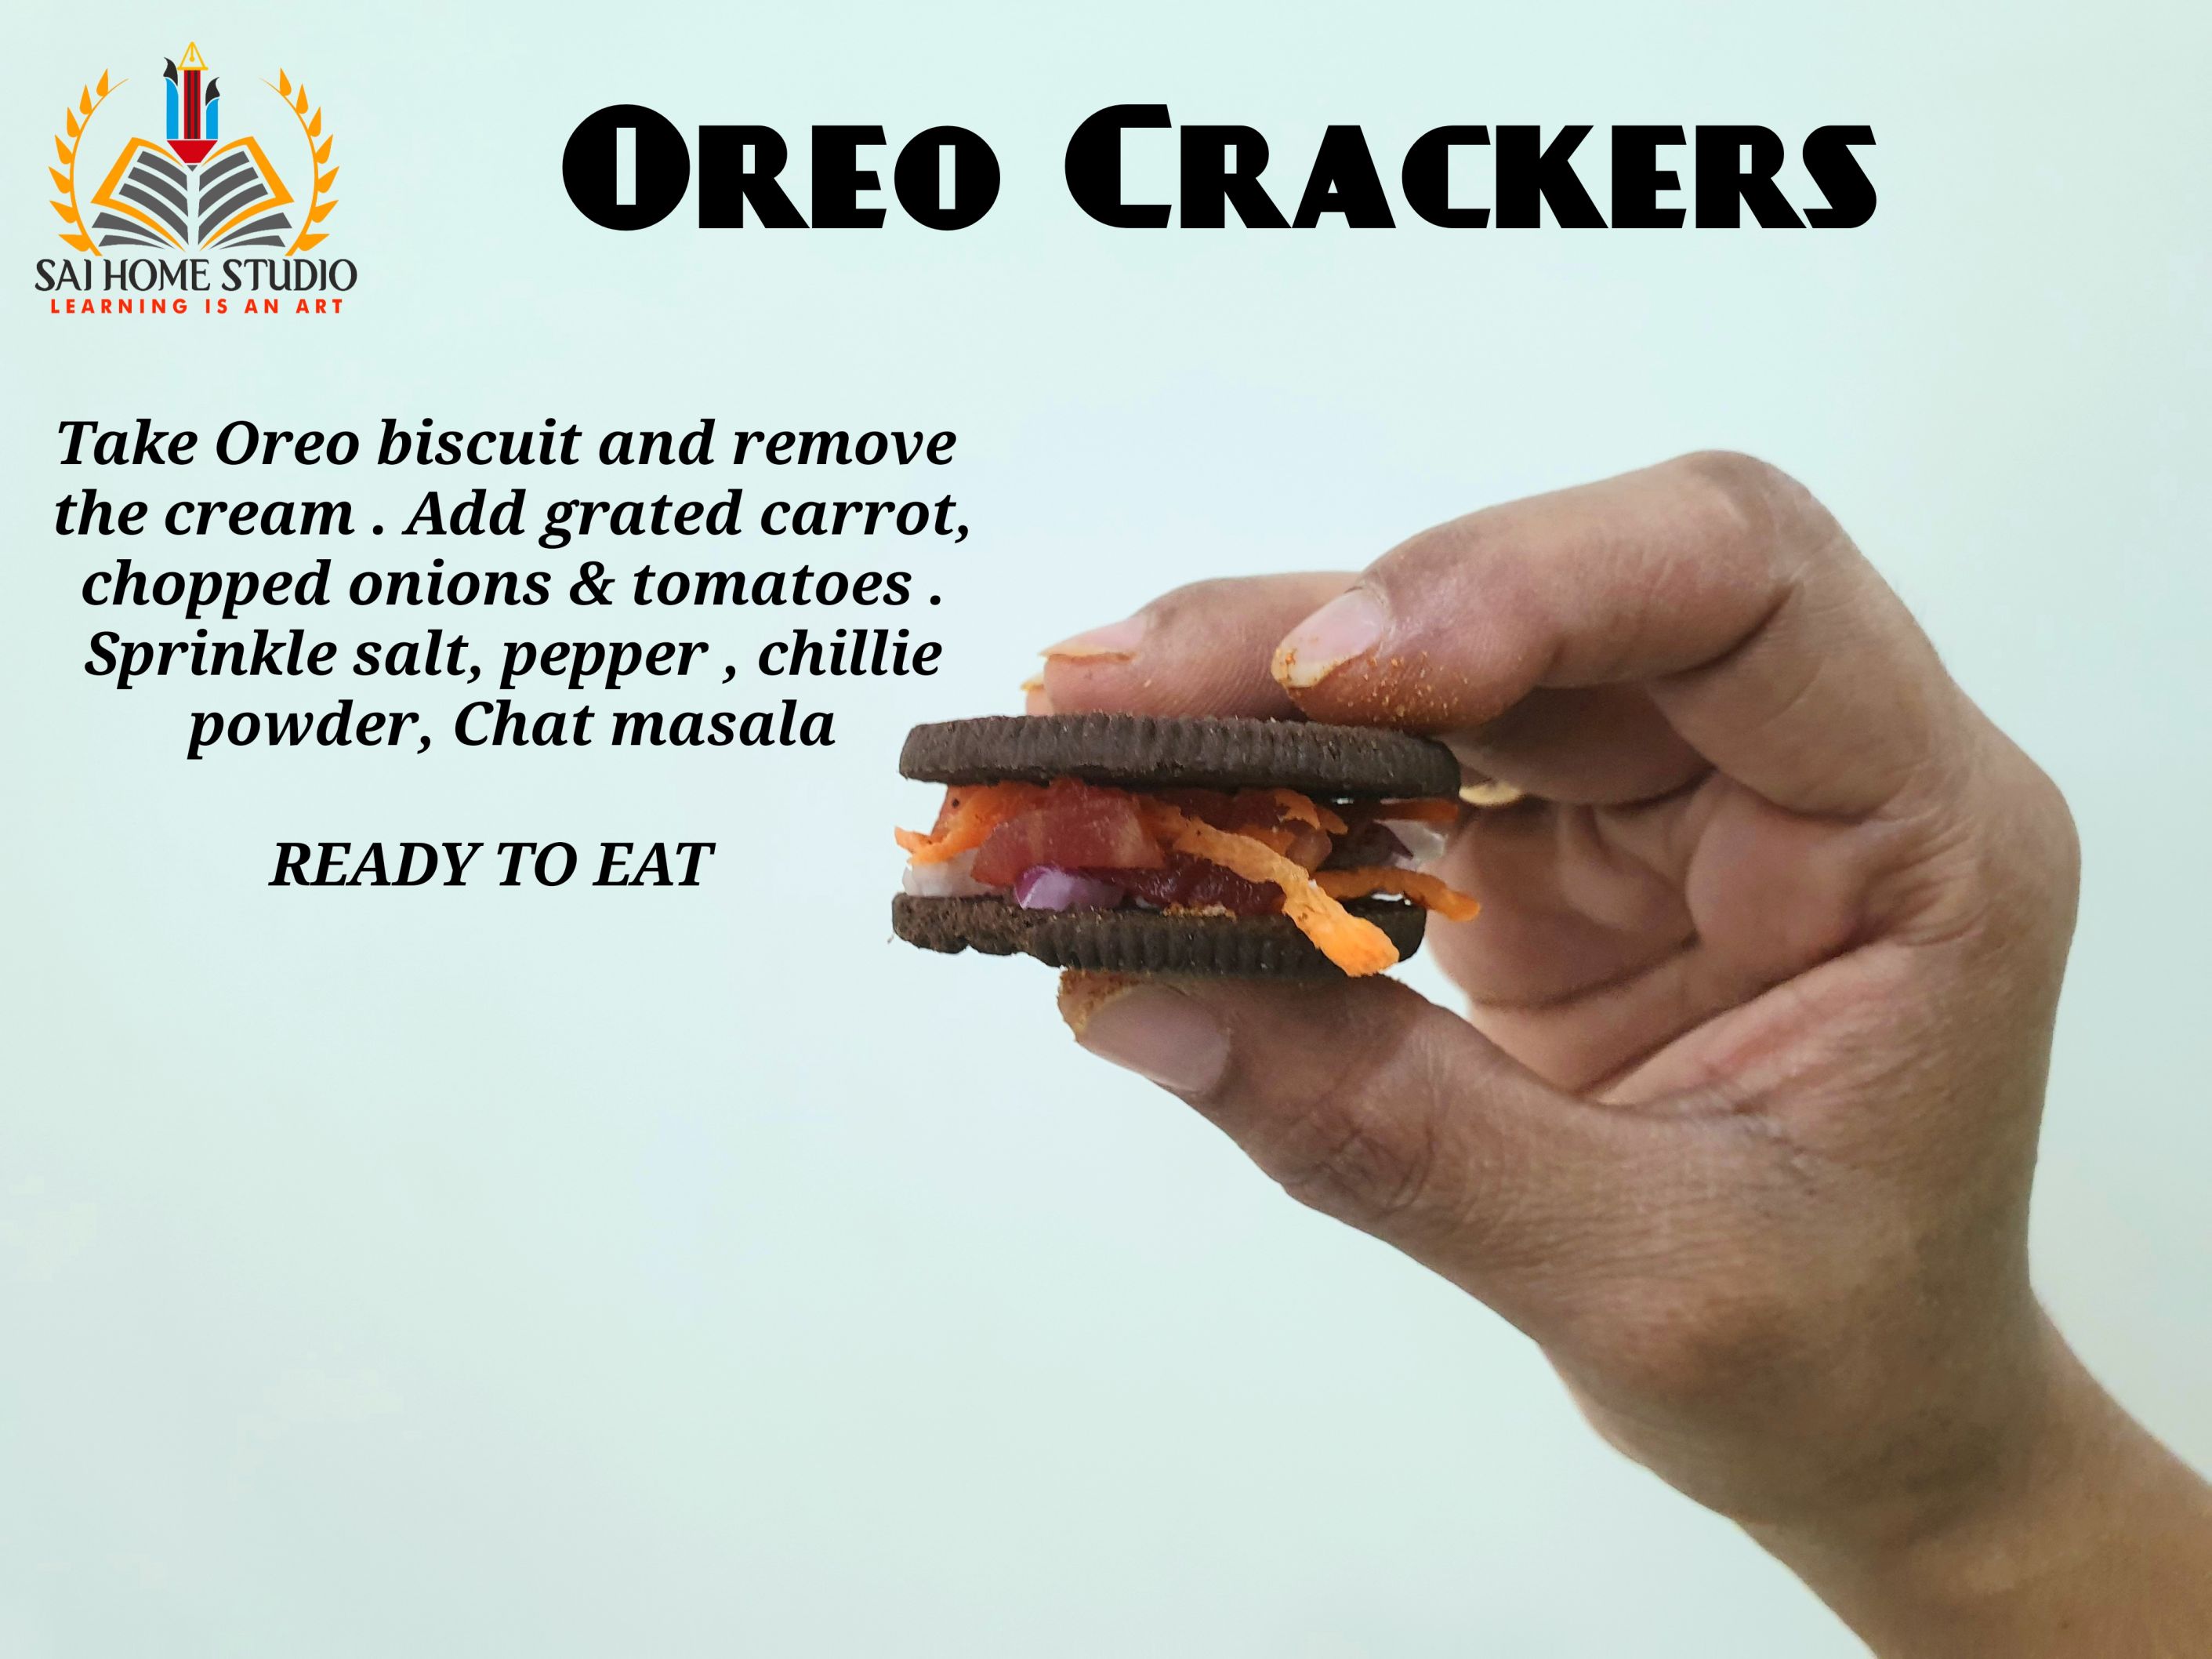 SAI HOME STUDIO
LEARNING IS AN ART
Oreo Crackers
Take Oreo biscuit and remove
the cream . Add grated carrot,
chopped onions & tomatoes .
Sprinkle salt, pepper , chillie
powder, Chat masala
READY TO EAT